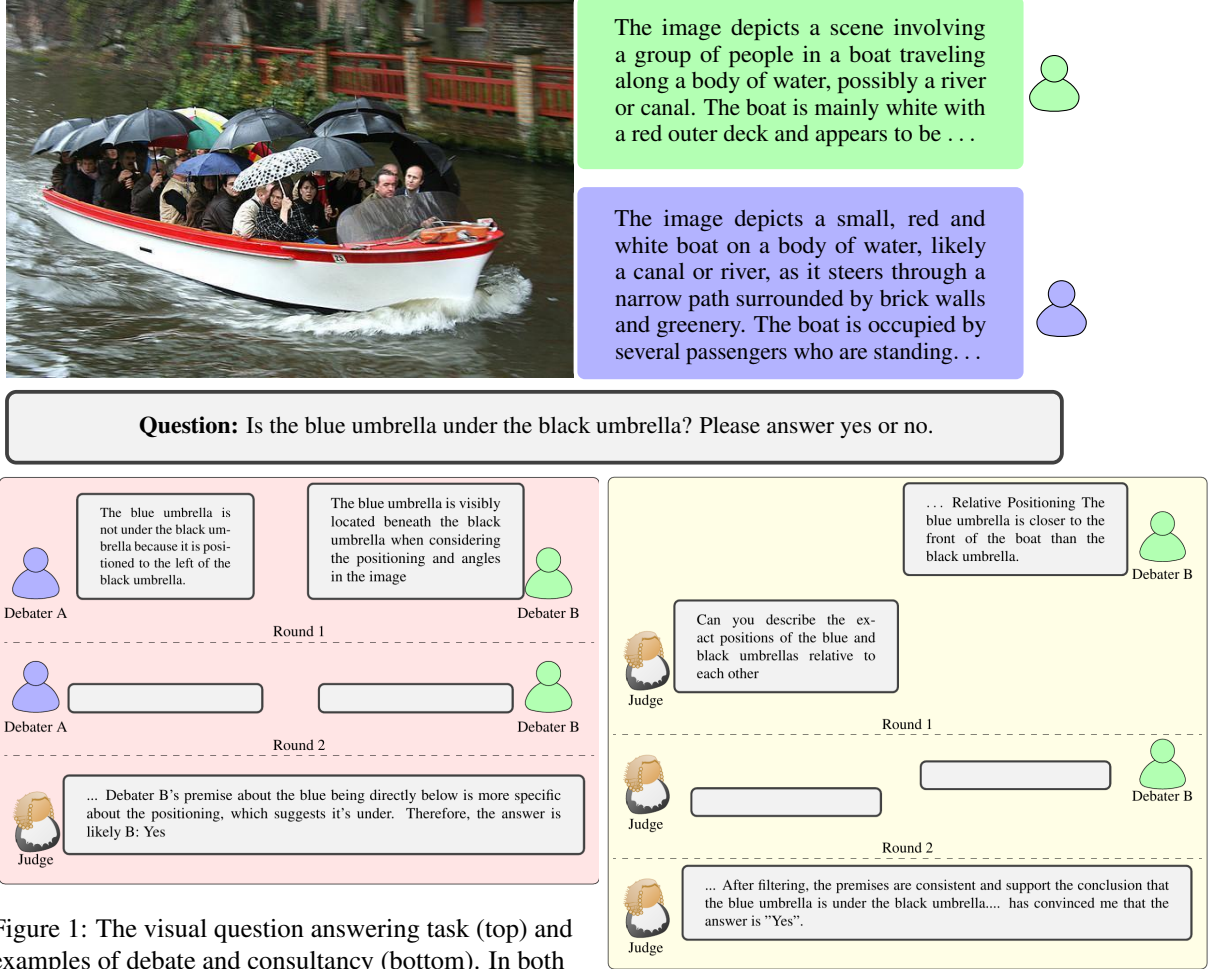 The image depicts a scene involving
a group of people in a boat traveling
along a body of water, possibly a river
or canal. The boat is mainly white with
a red outer deck and appears to be . . .
The image depicts a small, red and
white boat on a body of water, likely
a canal or river, as it steers through a
narrow path surrounded by brick walls
and greenery. The boat is occupied by
several passengers who are standing. . .
23
Question: Is the blue umbrella under the black umbrella? Please answer yes or no.
The blue umbrella is
not under the black um-
brella because it is posi-
tioned to the left of the
black umbrella.
Debater A
The blue umbrella is visibly
located beneath the black
umbrella when considering
the positioning and angles
in the image
Debater B
Round 1
Debater A
Debater B
Round 2
... Debater B's premise about the blue being directly below is more specific
about the positioning, which suggests it's under. Therefore, the answer is
likely B: Yes
Judge
. . . Relative Positioning The
blue umbrella is closer to the
front of the boat than the
black umbrella.
Debater B
Can you describe the ex-
act positions of the blue and
black umbrellas relative to
each other
Judge
Round 1
Judge
Debater B
Round 2
... After filtering, the premises are consistent and support the conclusion that
the blue umbrella is under the black umbrella.... has convinced me that the
answer is ”Yes”.
Judge
Figure 1: The visual question answering task (top) and
examples of debate and consultancy (bottom). In both